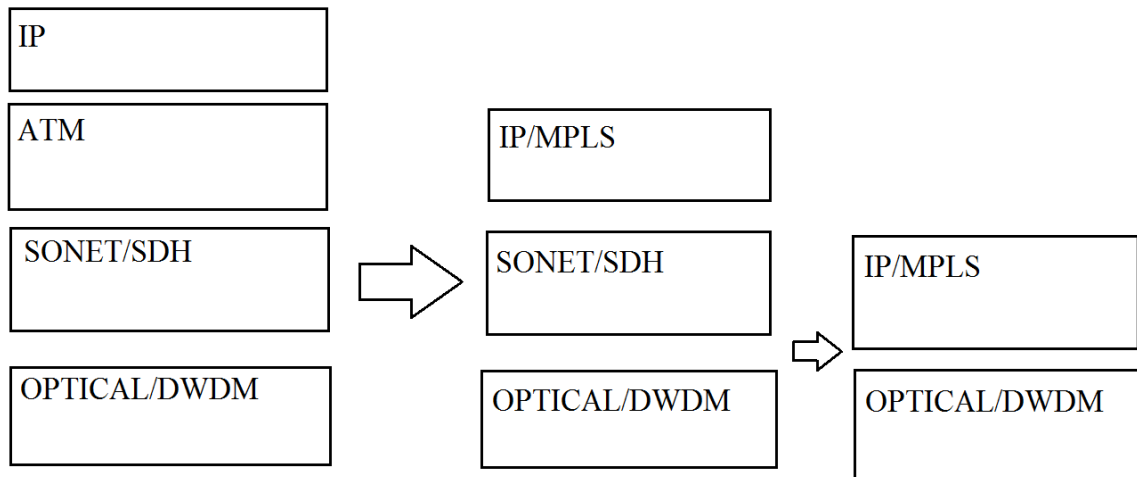 IP
ATM
SONET/SDH
OPTICAL/DWDM
IP/MPLS
SONET/SDH
OPTICAL/DWDM
IP/MPLS
OPTICAL/DWDM